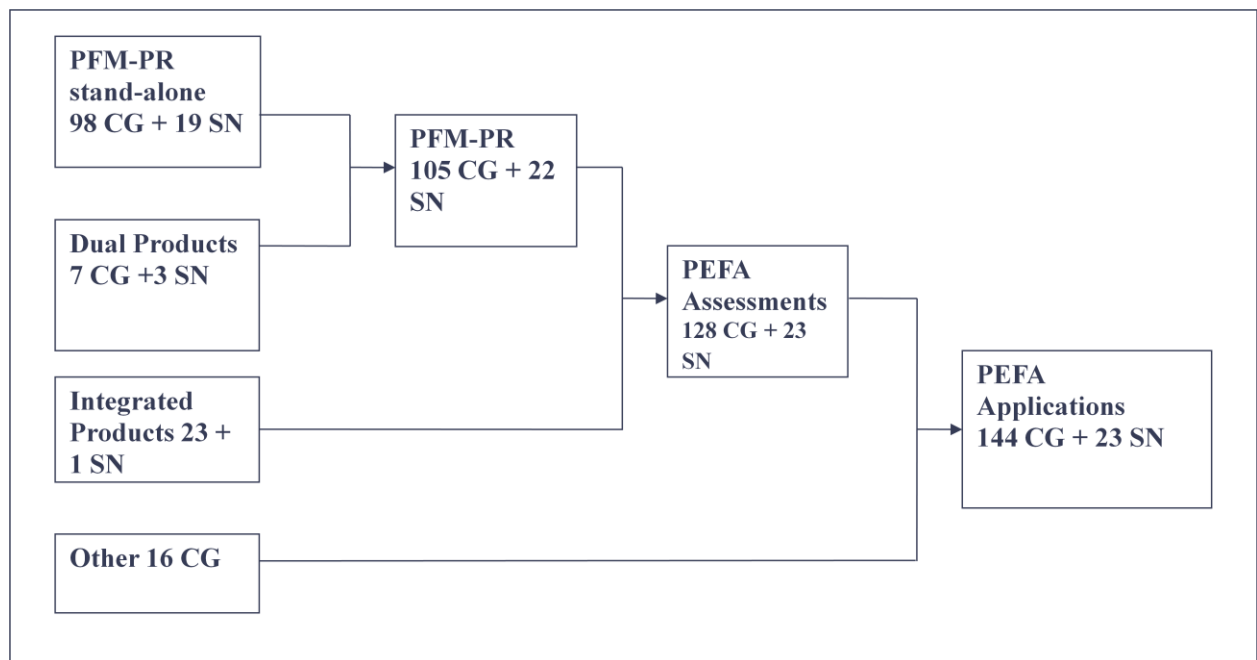 PFM-PR
stand-alone
98 CG + 19 SN
PFM-PR
105 CG + 22
SN
Dual Products
7 CG +3 SN
PEFA
Assessments
128 CG + 23
SN
Integrated
Products 23 +
1 SN
PEFA
Applications
144 CG + 23 SN
Other 16 CG